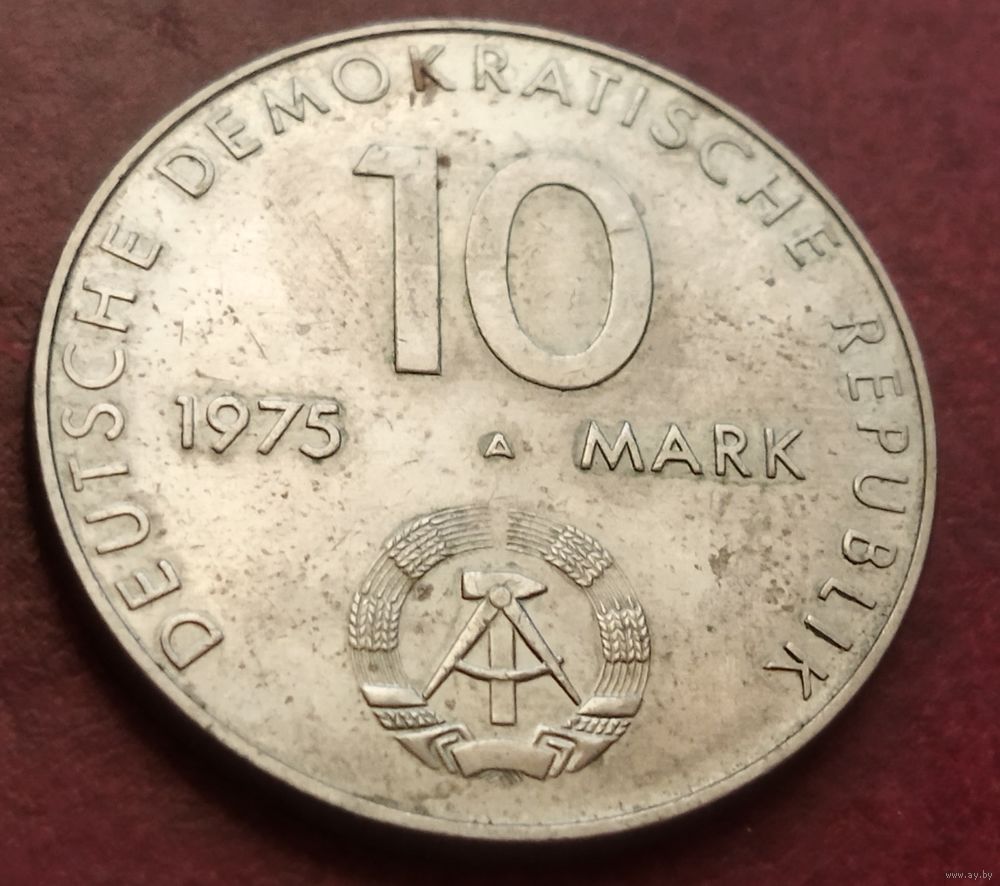 DEUTSCHE DEMOKRATISCHE REPUBLIK
10
1975 A MARK
www.ay.by